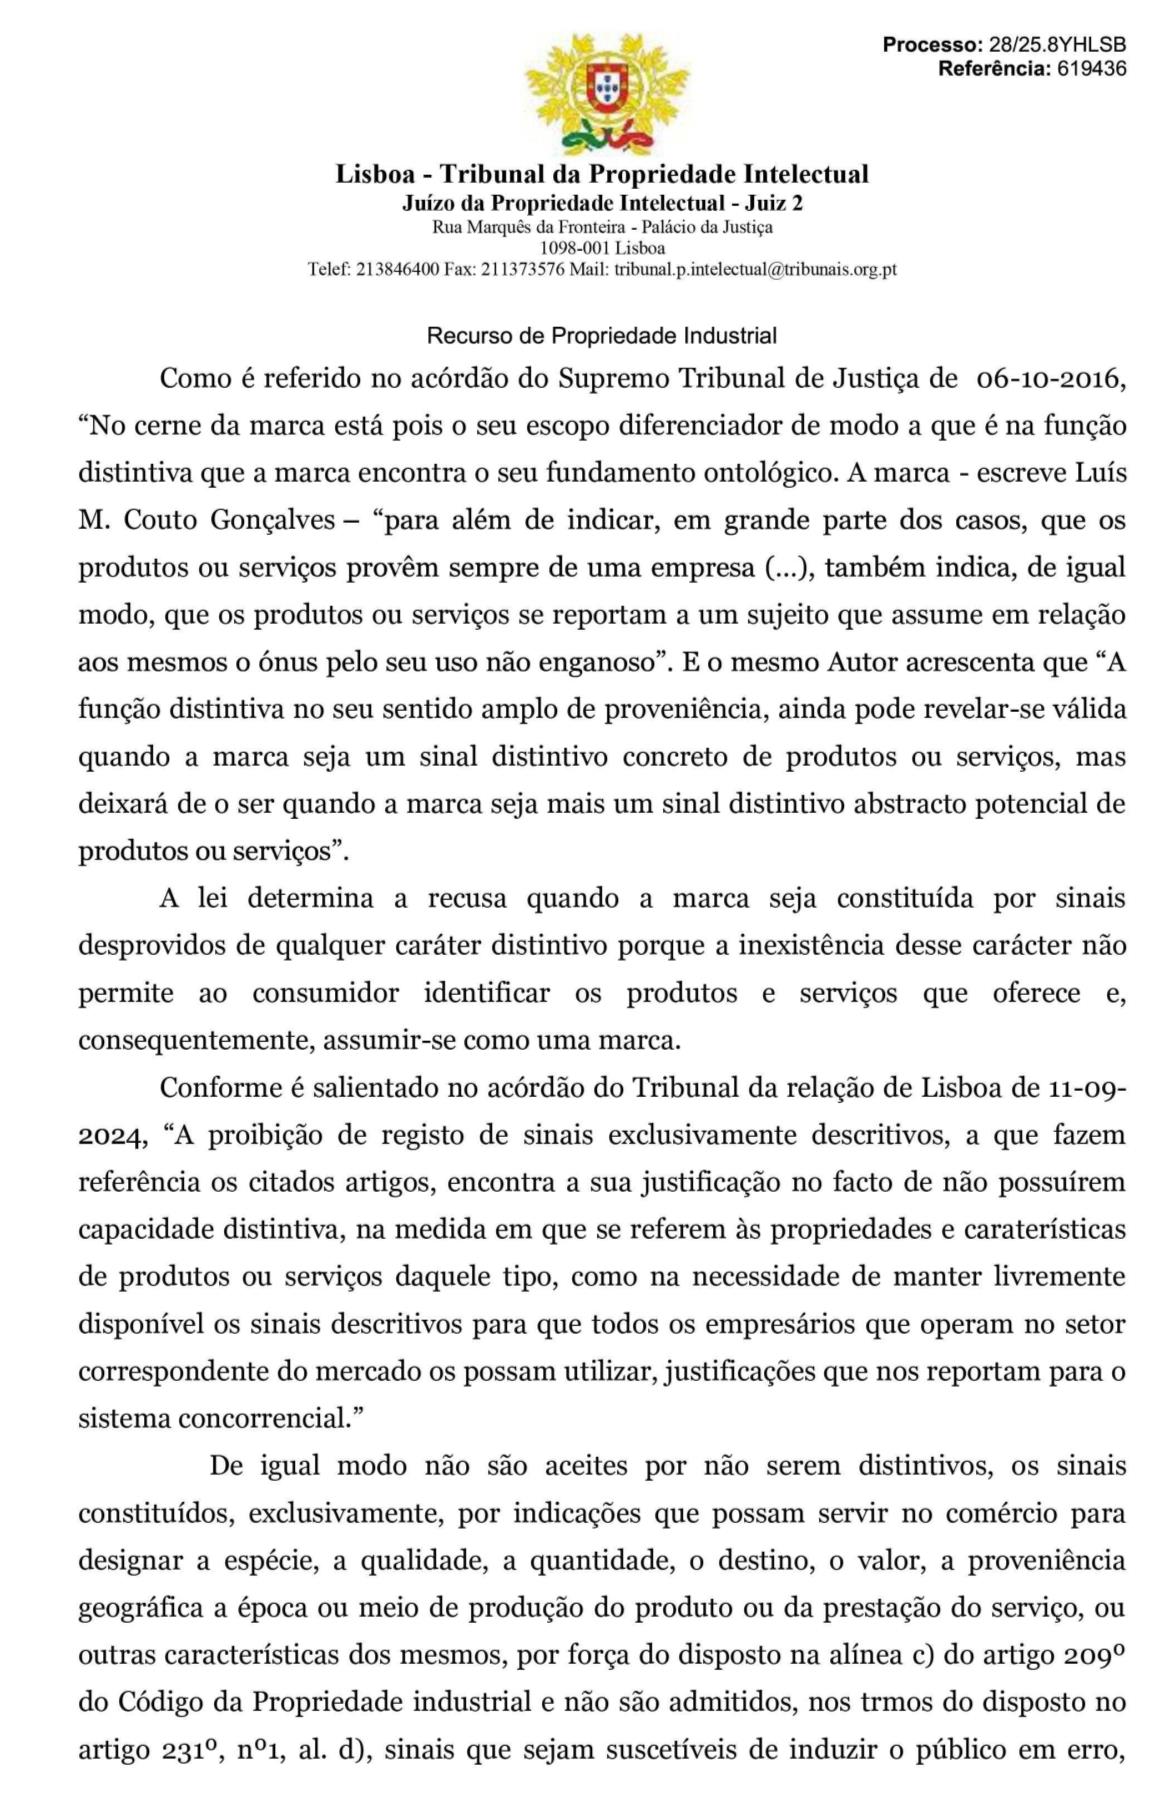 Processo: 28/25.8YHLSB
Referência: 619436
Lisboa - Tribunal da Propriedade Intelectual
Juízo da Propriedade Intelectual - Juiz 2
Rua Marquês da Fronteira - Palácio da Justiça
1098-001 Lisboa
Telef: 213846400 Fax: 211373576 Mail: tribunal.p.intelectual@tribunais.org.pt
Recurso de Propriedade Industrial
Como é referido no acórdão do Supremo Tribunal de Justiça de 06-10-2016,
“No cerne da marca está pois o seu escopo diferenciador de modo a que é na função
distintiva que a marca encontra o seu fundamento ontológico. A marca - escreve Luís
M. Couto Gonçalves – “para além de indicar, em grande parte dos casos, que os
produtos ou serviços provêm sempre de uma empresa (...), também indica, de igual
modo, que os produtos ou serviços se reportam a um sujeito que assume em relação
aos mesmos o ónus pelo seu uso não enganoso”. E o mesmo Autor acrescenta que “A
função distintiva no seu sentido amplo de proveniência, ainda pode revelar-se válida
quando a marca seja um sinal distintivo concreto de produtos ou serviços, mas
deixará de o ser quando a marca seja mais um sinal distintivo abstracto potencial de
produtos ou serviços”.
A lei determina a recusa quando a marca seja constituída por sinais
desprovidos de qualquer caráter distintivo porque a inexistência desse carácter não
permite ao consumidor identificar os produtos e serviços que oferece e,
consequentemente, assumir-se como uma marca.
Conforme é salientado no acórdão do Tribunal da relação de Lisboa de 11-09-
2024, “A proibição de registo de sinais exclusivamente descritivos, a que fazem
referência os citados artigos, encontra a sua justificação no facto de não possuírem
capacidade distintiva, na medida em que se referem às propriedades e caraterísticas
de produtos ou serviços daquele tipo, como na necessidade de manter livremente
disponível os sinais descritivos para que todos os empresários que operam no setor
correspondente do mercado os possam utilizar, justificações que nos reportam para o
sistema concorrencial.”
De igual modo não são aceites por não serem distintivos, os sinais
constituídos, exclusivamente, por indicações que possam servir no comércio para
designar a espécie, a qualidade, a quantidade, o destino, o valor, a proveniência
geográfica a época ou meio de produção do produto ou da prestação do serviço, ou
outras características dos mesmos, por força do disposto na alínea c) do artigo 209º
do Código da Propriedade industrial e não são admitidos, nos trmos do disposto no
artigo 231º, nº1, al. d), sinais que sejam suscetíveis de induzir o público em erro,